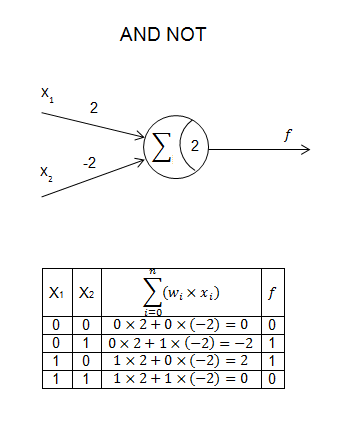 AND NOT
X1
2
X2
-2
∑
2
f
X1 X2 n∑i=0(wi × xi) f
0 0 0 × 2 + 0 × (−2) = 0 0
0 1 0 × 2 + 1 × (−2) = −2 1
1 0 1 × 2 + 0 × (−2) = 2 1
1 1 1 × 2 + 1 × (−2) = 0 0